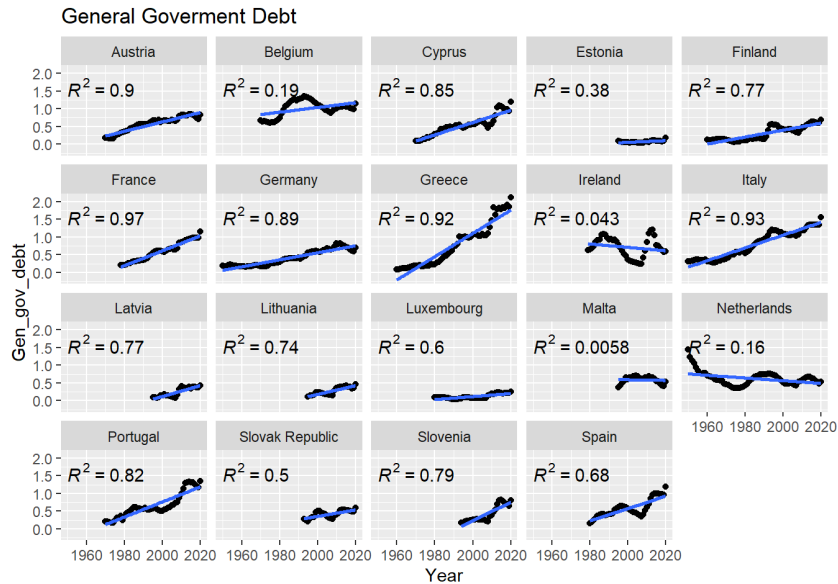 General Goverment Debt
Austria Belgium Cyprus Estonia Finland
2.0
1.5
1.0
0.5
0.0
R² = 0.9 R² = 0.19 R² = 0.85 R² = 0.38 R² = 0.77
France Germany Greece Ireland Italy
2.0
1.5
1.0
0.5
0.0
R² = 0.97 R² = 0.89 R² = 0.92 R² = 0.043 R² = 0.93
Gen_gov_debt
Latvia Lithuania Luxembourg Malta Netherlands
2.0
1.5
1.0
0.5
0.0
R² = 0.77 R² = 0.74 R² = 0.6 R² = 0.0058 R² = 0.16
1960 1980 2000 2020
Portugal Slovak Republic Slovenia Spain
2.0
1.5
1.0
0.5
0.0
R² = 0.82 R² = 0.5 R² = 0.79 R² = 0.68
1960 1980 2000 2020 1960 1980 2000 2020 1960 1980 2000 2020 1960 1980 2000 2020
Year